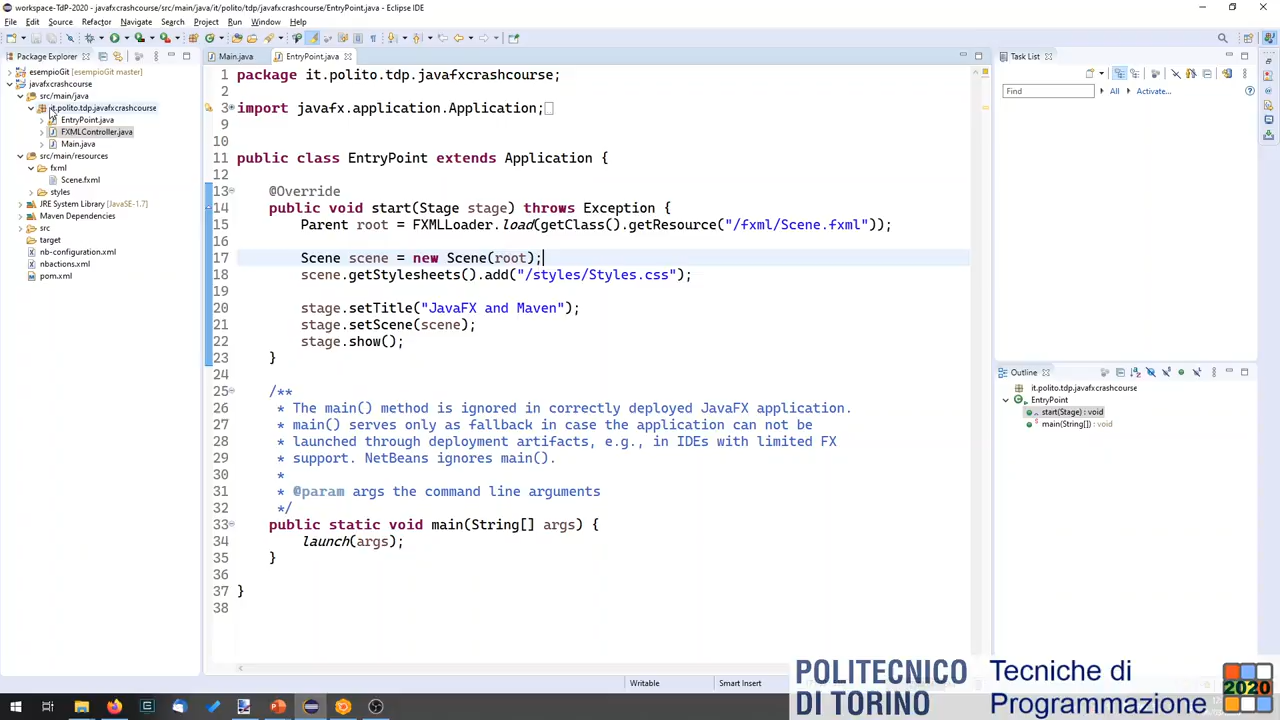 workspace-TdP-2020 - javafxcrashcourse/src/main/java/it/polito/tdp/javafxcrashcourse/EntryPoint.java - Eclipse IDE
File Edit Source Refactor Navigate Search Project Run Window Help
Package Explorer
Main.java
EntryPoint.java
Task List
esempioGit [esempioGit master]
javafxcrashcourse
src/main/java
it.polito.tdp.javafxcrashcourse
EntryPoint.java
FXMLController.java
Main.java
src/main/resources
fxml
Scene.fxml
styles
JRE System Library [JavaSE-1.7]
Maven Dependencies
src
target
nb-configuration.xml
nbactions.xml
pom.xml
1 package it.polito.tdp.javafxcrashcourse;
2
3 import javafx.application.Application;
9
10
11 public class EntryPoint extends Application {
12
13 @Override
14 public void start(Stage stage) throws Exception {
15 Parent root = FXMLLoader.load(getClass().getResource("/fxml/Scene.fxml"));
16
17 Scene scene = new Scene(root);
18 scene.getStylesheets().add("/styles/Styles.css");
19
20 stage.setTitle("JavaFX and Maven");
21 stage.setScene(scene);
22 stage.show();
23 }
24
25 /**
26 * The main() method is ignored in correctly deployed JavaFX application.
27 * main() serves only as fallback in case the application can not be
28 * launched through deployment artifacts, e.g., in IDEs with limited FX
29 * support. NetBeans ignores main().
30 *
31 * @param args the command line arguments
32 */
33 public static void main(String[] args) {
34 launch(args);
35 }
36
37 }
38
Find
All
Activate...
Outline
it.polito.tdp.javafxcrashcourse
EntryPoint
start(Stage) : void
main(String[]) : void
Writable
Smart Insert
POLITECNICO
DI TORINO
Tecniche di
Programmazione
2020